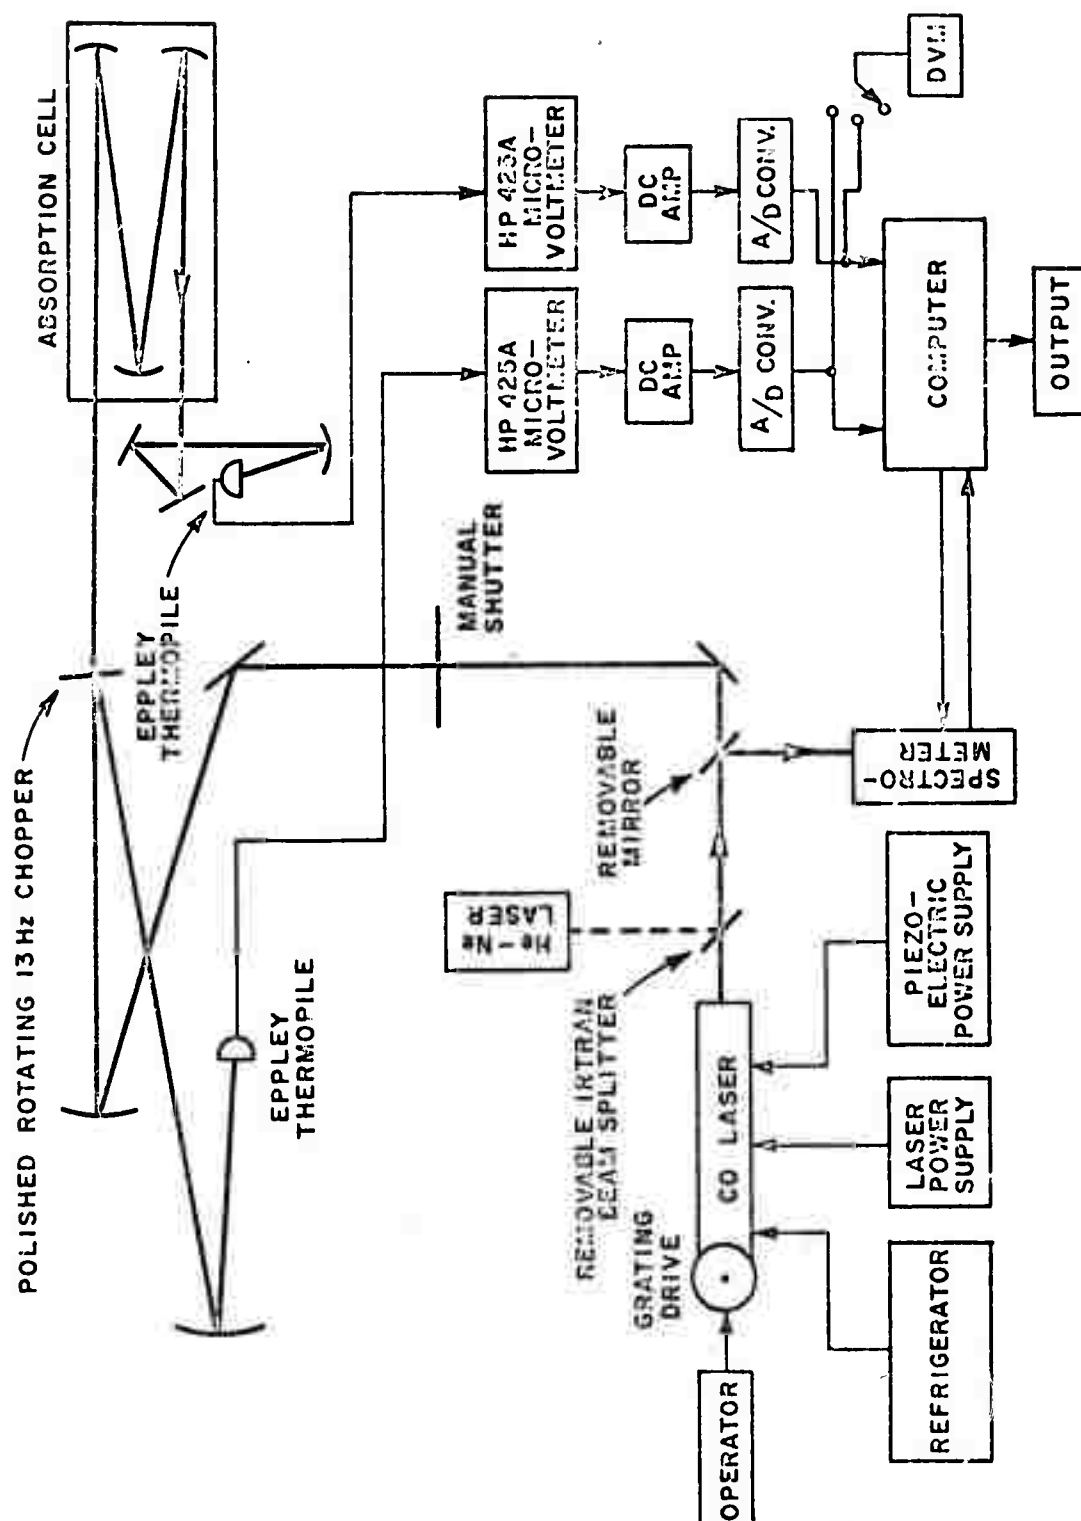 ABSORPTION CELL
POLISHED ROTATING 13 Hz CHOPPER
EPPLEY
THERMOPILE
EPPLEY
THERMOPILE
HP 425A
MICRO-
VOLTMETER
DC
AMP
A/D CONV.
HP 425A
MICRO-
VOLTMETER
DC
AMP
A/D CONV.
DVM
COMPUTER
OUTPUT
MANUAL
SHUTTER
REMOVABLE
MIRROR
SPECTRO-
METER
He-Ne
LASER
REMOVABLE IRTRAN
BEAM SPLITTER
GRATING
DRIVE
CO LASER
OPERATOR
PIEZO-
ELECTRIC
POWER SUPPLY
LASER
POWER
SUPPLY
REFRIGERATOR